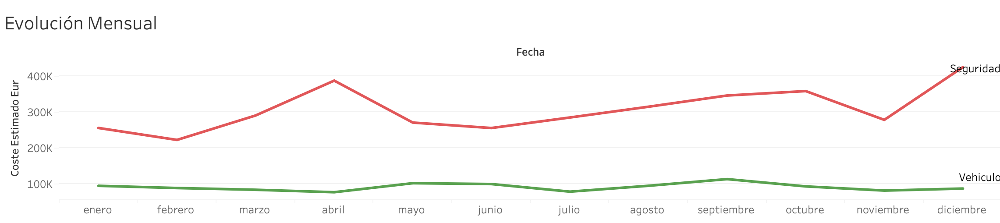 Evolución Mensual
Fecha
Coste Estimado Eur
400K
300K
200K
100K
Seguridad
Vehiculo
enero febrero marzo abril mayo junio julio agosto septiembre octubre noviembre diciembre